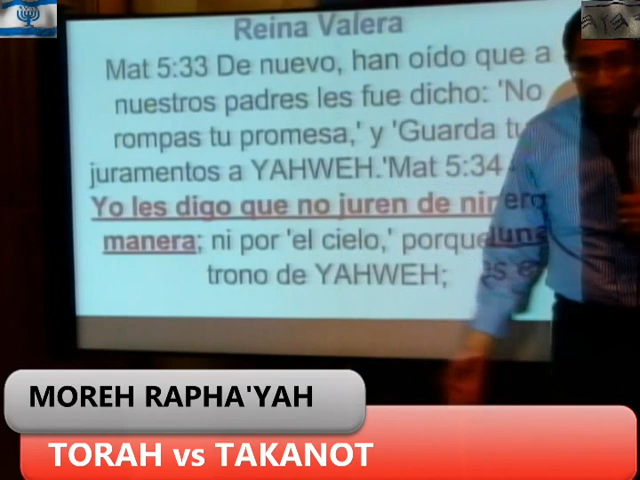 Reina Valera
Mat 5:33 De nuevo, han oído que a
nuestros padres les fue dicho: 'No
rompas tu promesa,' y 'Guarda tu
juramentos a YAHWEH.'Mat 5:34
Yo les digo que no juren de
manera; ni por 'el cielo,' porque
trono de YAHWEH;
MOREH RAPHA'YAH
TORAH vs TAKANOT